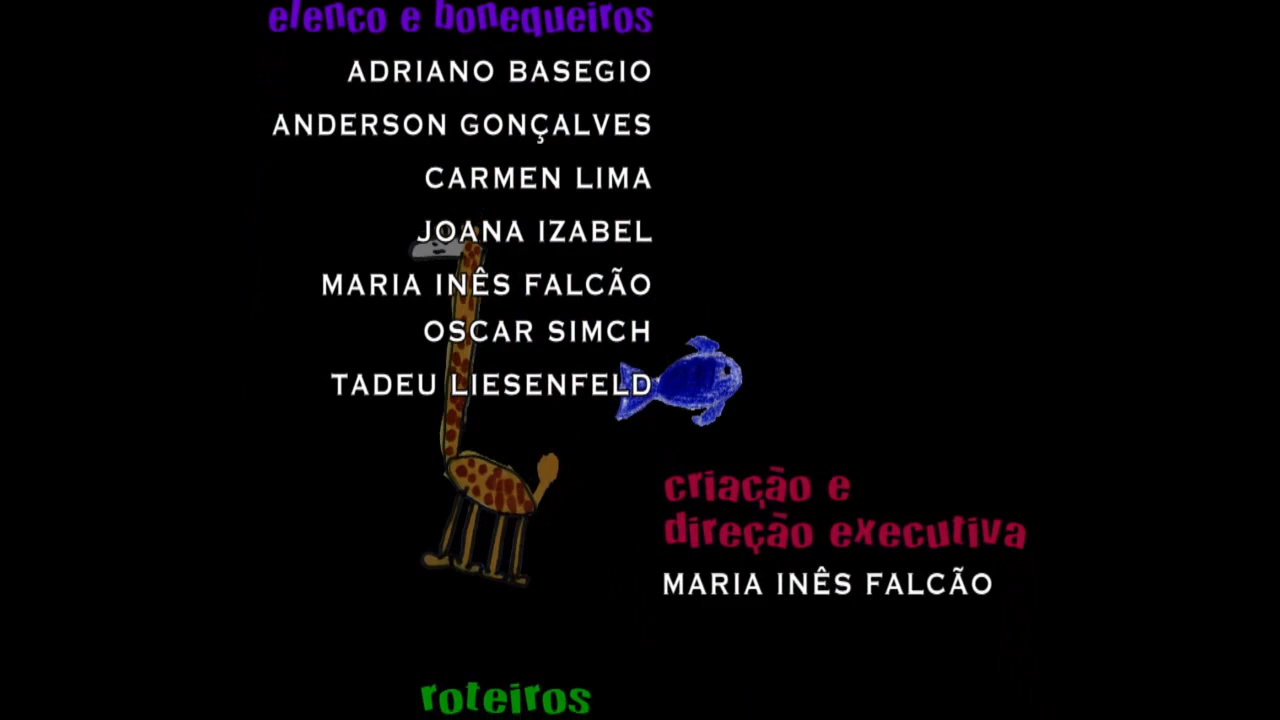 elenco e bonequeiros
ADRIANO BASEGIO
ANDERSON GONÇALVES
CARMEN LIMA
JOANA IZABEL
MARIA INÊS FALCÃO
OSCAR SIMCH
TADEU LIESENFELD
criação e
direção executiva
MARIA INÊS FALCÃO
roteiros